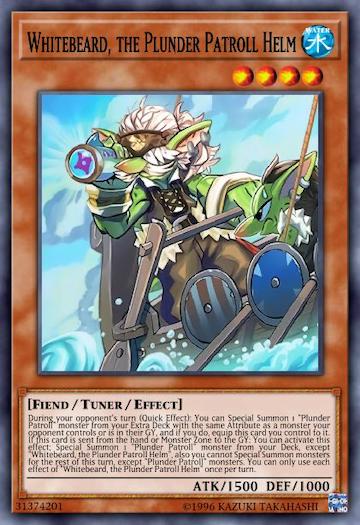 Whitebeard, the Plunder Patroll Helm
WATER
水
[Fiend / Tuner / Effect]
During your opponent's turn (Quick Effect): You can Special Summon 1 "Plunder
Patroll" monster from your Extra Deck with the same Attribute as a monster your
opponent controls or is in their GY, and if you do, equip this card you control to it.
If this card is sent from the hand or Monster Zone to the GY: You can activate this
effect; Special Summon 1 "Plunder Patroll" monster from your Deck, except
"Whitebeard, the Plunder Patroll Helm", also you cannot Special Summon monsters
for the rest of this turn, except "Plunder Patroll" monsters. You can only use each
effect of "Whitebeard, the Plunder Patroll Helm" once per turn.
ATK/1500 DEF/1000
31374201
©1996 KAZUKI TAKAHASHI